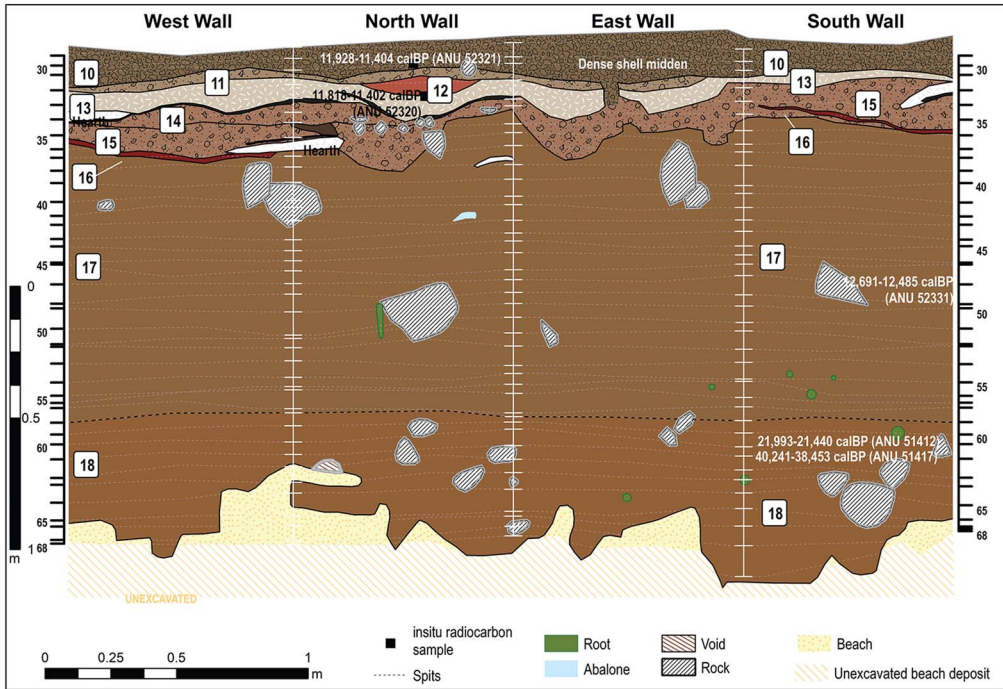 West Wall North Wall East Wall South Wall
11,928-11,404 calBP (ANU 52321)
Dense shell midden
30 10 11 12 10 30
11,818-11,402 calBP
(ANU 52320)
13 13
Hearth 14 15
35 15 Hearth 16 35
16
40 40
17 17
45 45
0
12,691-12,485 calBP
(ANU 52331)
50 50
55 55
0.5
60 60
21,993-21,440 calBP (ANU 51412)
40,241-38,453 calBP (ANU 51417)
18 18
65 65
68 68
1
m
UNEXCAVATED
insitu radiocarbon
sample
Spits
Root
Abalone
Void
Rock
Beach
Unexcavated beach deposit
0 0.25 0.5 1
m